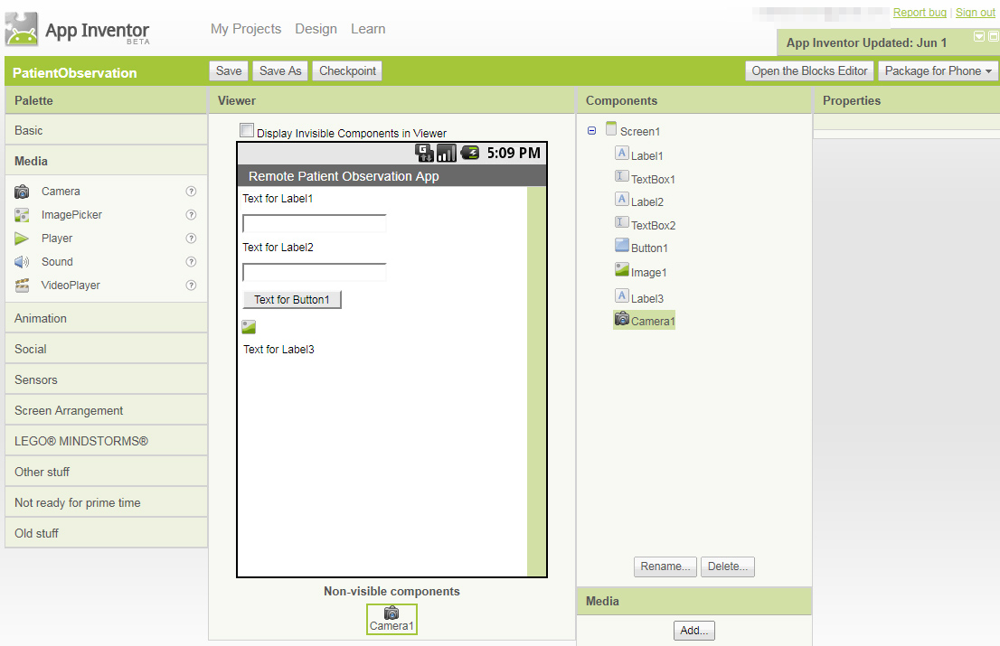 Report bug | Sign out
App Inventor
BETA
My Projects Design Learn
App Inventor Updated: Jun 1
PatientObservation
Save Save As Checkpoint
Open the Blocks Editor Package for Phone
Palette
Basic
Media
Camera ?
ImagePicker ?
Player ?
Sound ?
VideoPlayer ?
Animation
Social
Sensors
Screen Arrangement
LEGO® MINDSTORMS®
Other stuff
Not ready for prime time
Old stuff
Viewer
Display Invisible Components in Viewer
G 5:09 PM
Remote Patient Observation App
Text for Label1
Text for Label2
Text for Button1
Text for Label3
Non-visible components
Camera1
Components
Screen1
A Label1
TextBox1
A Label2
TextBox2
Button1
Image1
A Label3
Camera1
Rename... Delete...
Media
Add...
Properties